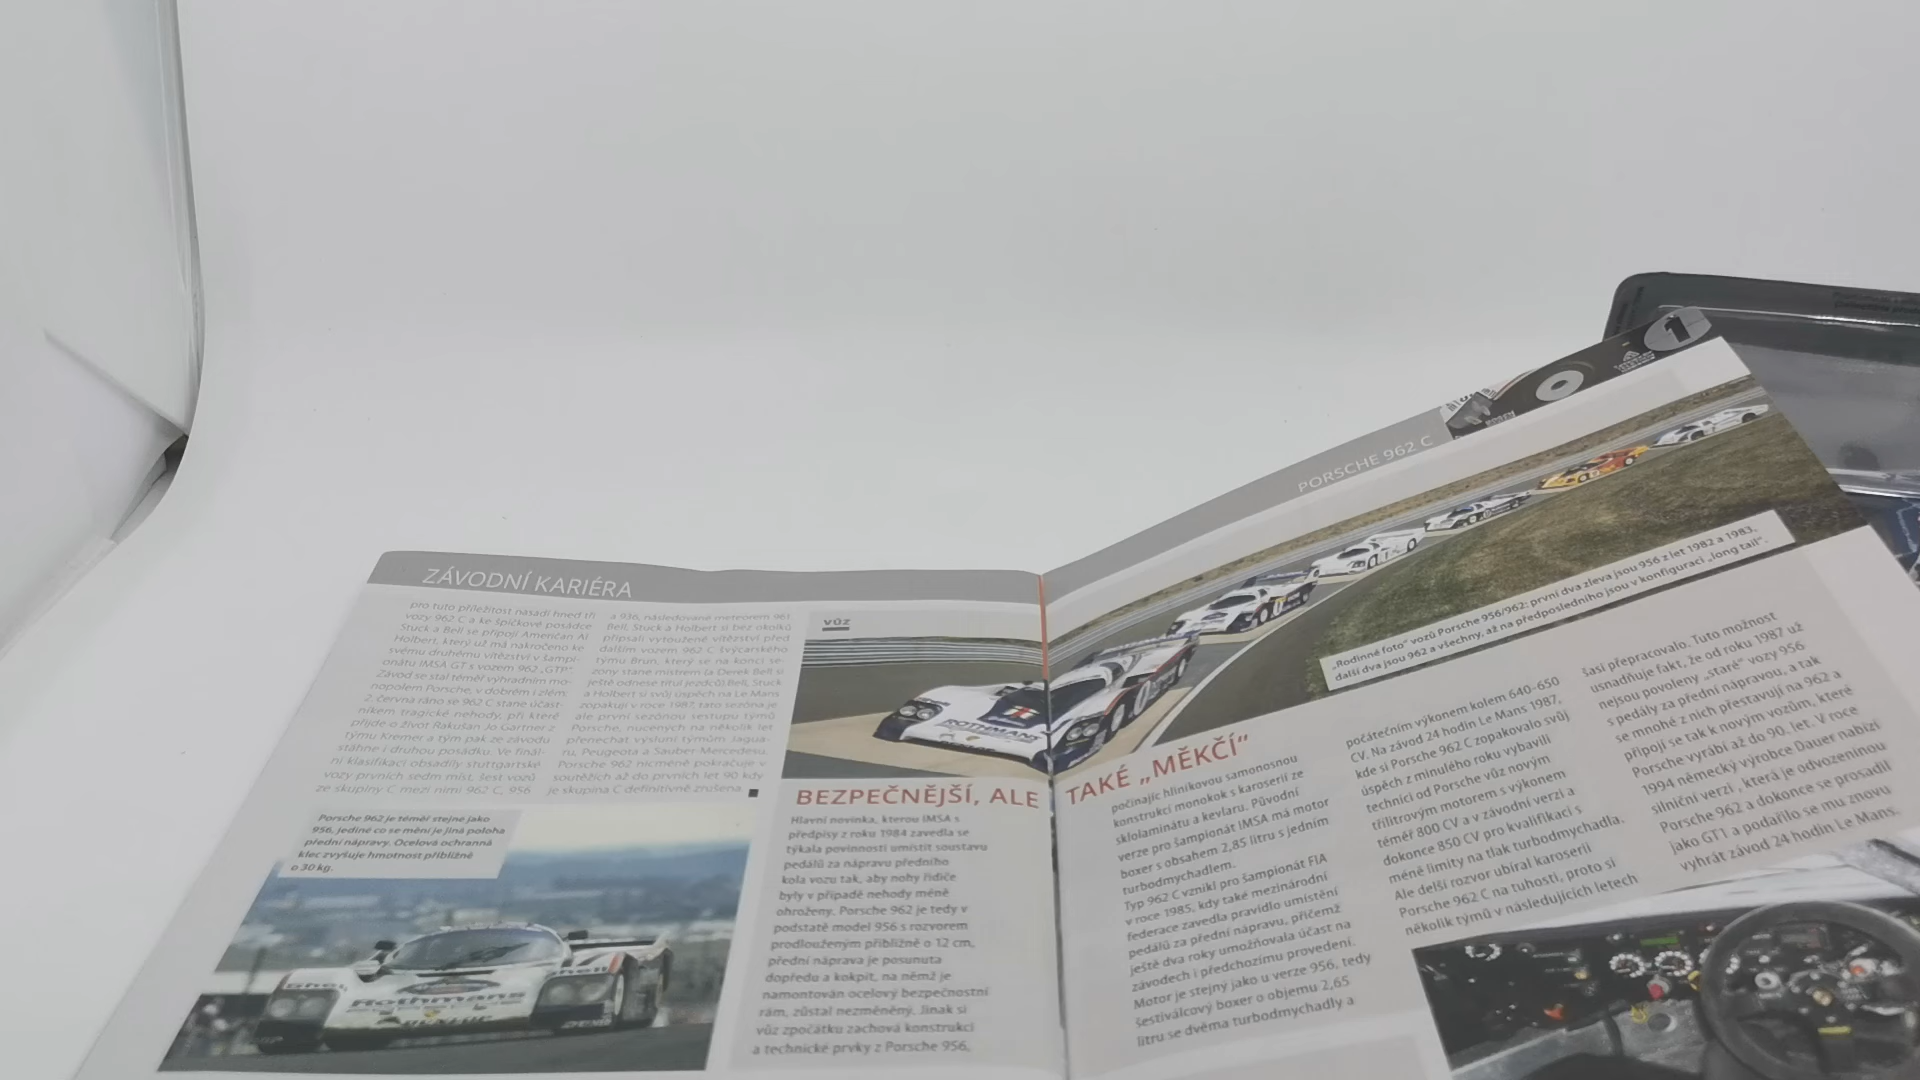 ZÁVODNÍ KARIÉRA
pro tuto příležitost nasadí hned tři
vozy 962 C a ke špičkové posádce
Stuck a Bell se připojí Američan Al
Holbert, který už má nakročeno ke
svému druhému vítězství v šampi-
onátu IMSA GT s vozem 962 „GTP".
Závod se stal téměř výhradním mo-
nopolem Porsche, v dobrém i zlém:
2. června ráno se 962 C stane účast-
níkem tragické nehody, při které
přijde o život Rakušan Jo Gartner z
týmu Kremer a tým pak ze závodu
stáhne i druhou posádku. Ve finál-
ní klasifikaci obsadily stuttgartské
vozy prvních sedm míst, šest vozů
ze skupiny C mezi nimi 962 C, 956
a 936, následované meteorem 961.
Bell, Stuck a Holbert si bez okolků
připsali vytoužené vítězství před
dalším vozem 962 C švýcarského
týmu Brun, který se na konci se-
zony stane mistrem (a Derek Bell si
ještě odnese titul jezdců). Bell, Stuck
a Holbert si svůj úspěch na Le Mans
zopakují v roce 1987, tato sezóna je
ale první sezónou sestupu týmů
Porsche, nucených na několik let
přenechat výsluní týmům Jagua-
ru, Peugeota a Sauber Mercedesu.
Porsche 962 nicméně pokračuje v
soutěžích až do prvních let 90 kdy
je skupina C definitivně zrušena. ■
Porsche 962 je téměř stejné jako
956, jediné co se mění je jiná poloha
přední nápravy. Ocelová ochranná
klec zvyšuje hmotnost přibližně
o 30 kg.
Shell
Shell
Rothmans
DUNLOP
VŮZ
ROTHMANS
BEZPEČNĚJŠÍ, ALE TAKÉ „MĚKČÍ"
Hlavní novinka, kterou IMSA s
předpisy z roku 1984 zavedla se
týkala povinnosti umístit soustavu
pedálů za nápravu předního
kola vozu tak, aby nohy řidiče
byly v případě nehody méně
ohroženy. Porsche 962 je tedy v
podstatě model 956 s rozvorem
prodlouženým přibližně o 12 cm,
přední náprava je posunuta
dopředu a kokpit, na němž je
namontován ocelový bezpečnostní
rám, zůstal nezměněný. Jinak si
vůz zpočátku zachová konstrukci
a technické prvky z Porsche 956,
PORSCHE 962 C
1
„Rodinné foto" vozů Porsche 956/962: první dva zleva jsou 956 z let 1982 a 1983,
další dva jsou 962 a všechny, až na předposledního jsou v konfiguraci „long tail".
počínajíc hliníkovou samonosnou
konstrukcí monokok s karoserií ze
sklolaminátu a kevlaru. Původní
verze pro šampionát IMSA má motor
boxer s obsahem 2,85 litru s jedním
turbodmychadlem.
Typ 962 C vznikl pro šampionát FIA
v roce 1985, kdy také mezinárodní
federace zavedla pravidlo umístění
pedálů za přední nápravu, přičemž
ještě dva roky umožňovala účast na
závodech i předchozímu provedení.
Motor je stejný jako u verze 956, tedy
šestiválcový boxer o objemu 2,65
litru se dvěma turbodmychadly a
počátečním výkonem kolem 640-650
CV. Na závod 24 hodin Le Mans 1987,
kde si Porsche 962 C zopakovalo svůj
úspěch z minulého roku vybavili
technici od Porsche vůz novým
třílitrovým motorem s výkonem
téměř 800 CV a v závodní verzi a
dokonce 850 CV pro kvalifikaci s
méně limity na tlak turbodmychadla.
Ale delší rozvor ubíral karoserii
Porsche 962 C na tuhosti, proto si
několik týmů v následujících letech
šasi přepracovalo. Tuto možnost
usnadňuje fakt, že od roku 1987 už
nejsou povoleny „staré" vozy 956
s pedály za přední nápravou, a tak
se mnohé z nich přestavují na 962 a
připojí se tak k novým vozům, které
Porsche vyrábí až do 90. let. V roce
1994 německý výrobce Dauer nabízí
silniční verzi , která je odvozeninou
Porsche 962 a dokonce se prosadil
jako GT1 a podařilo se mu znovu
vyhrát závod 24 hodin Le Mans.